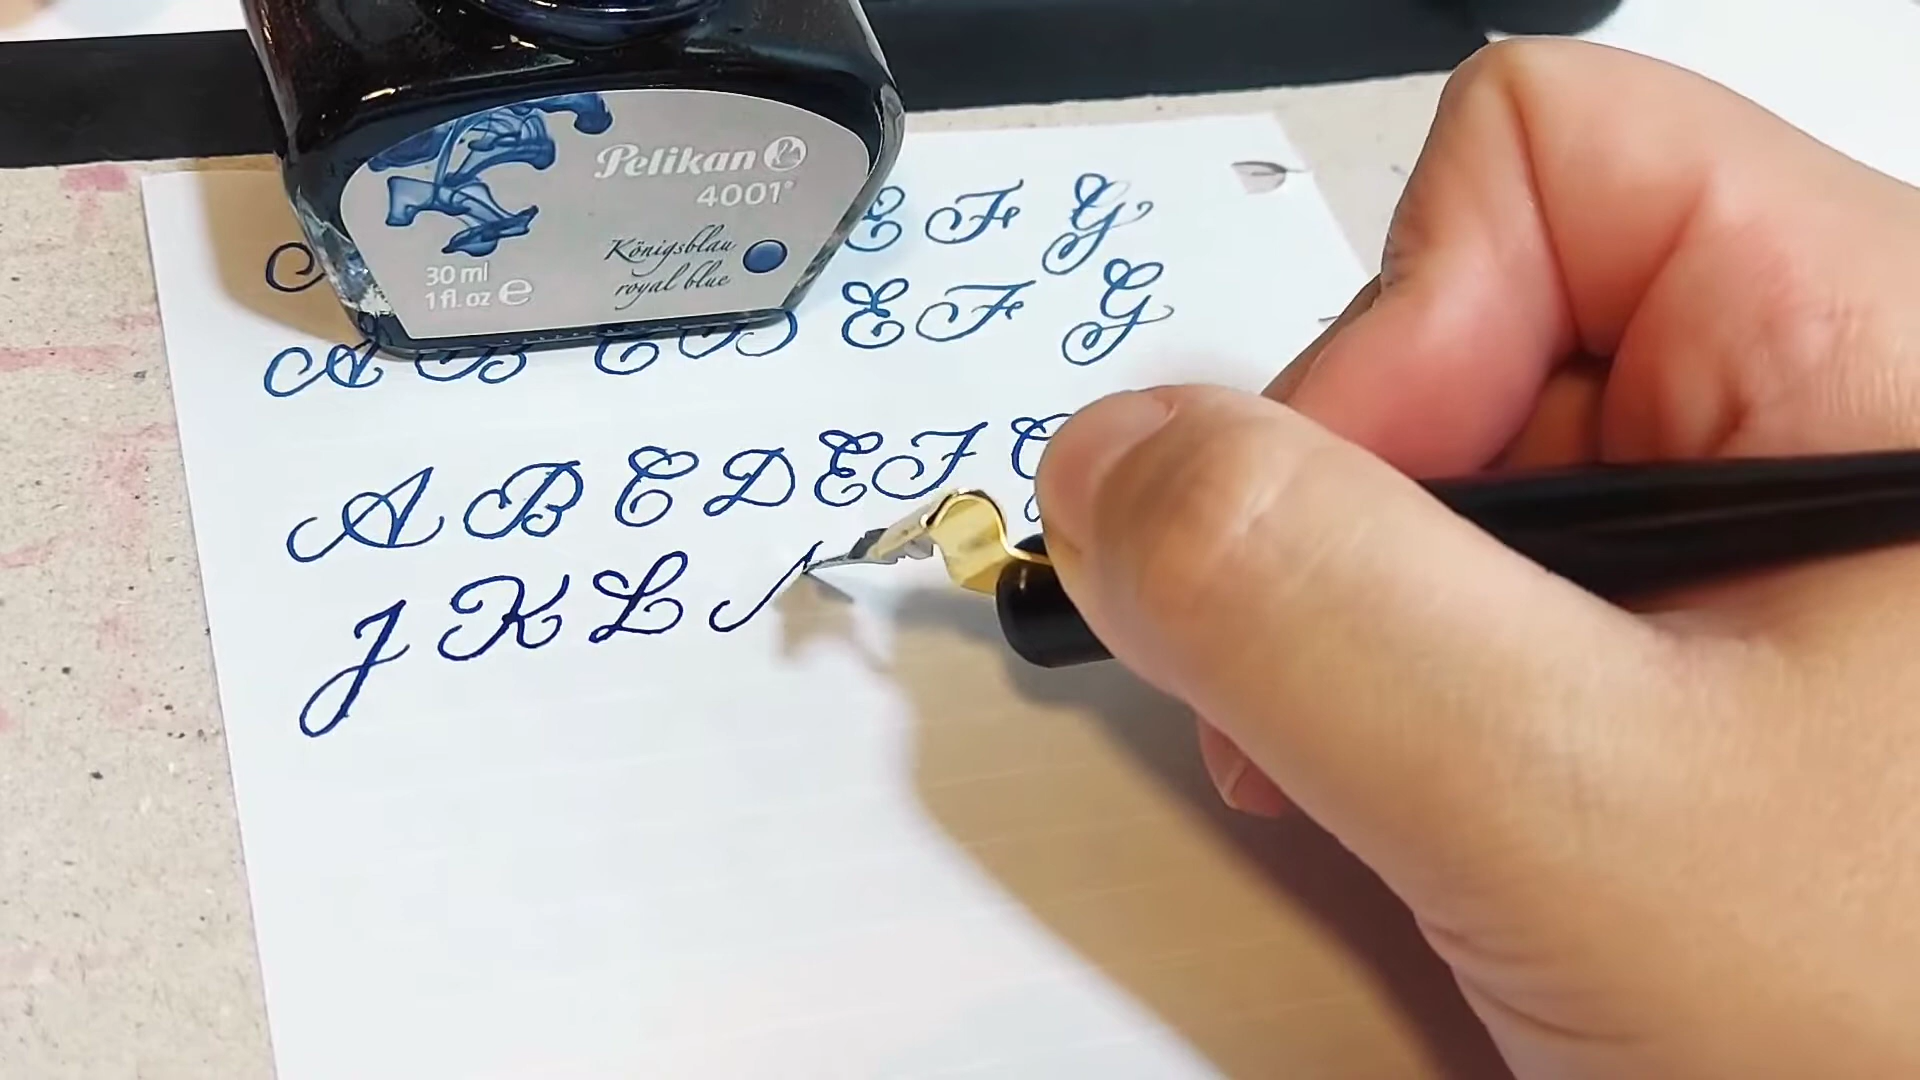 Pelikan
4001®
Königsblau
royal blue
30 ml
1 fl. oz ℮
E F G
A B C D E F G
A B C D E F G
J K L